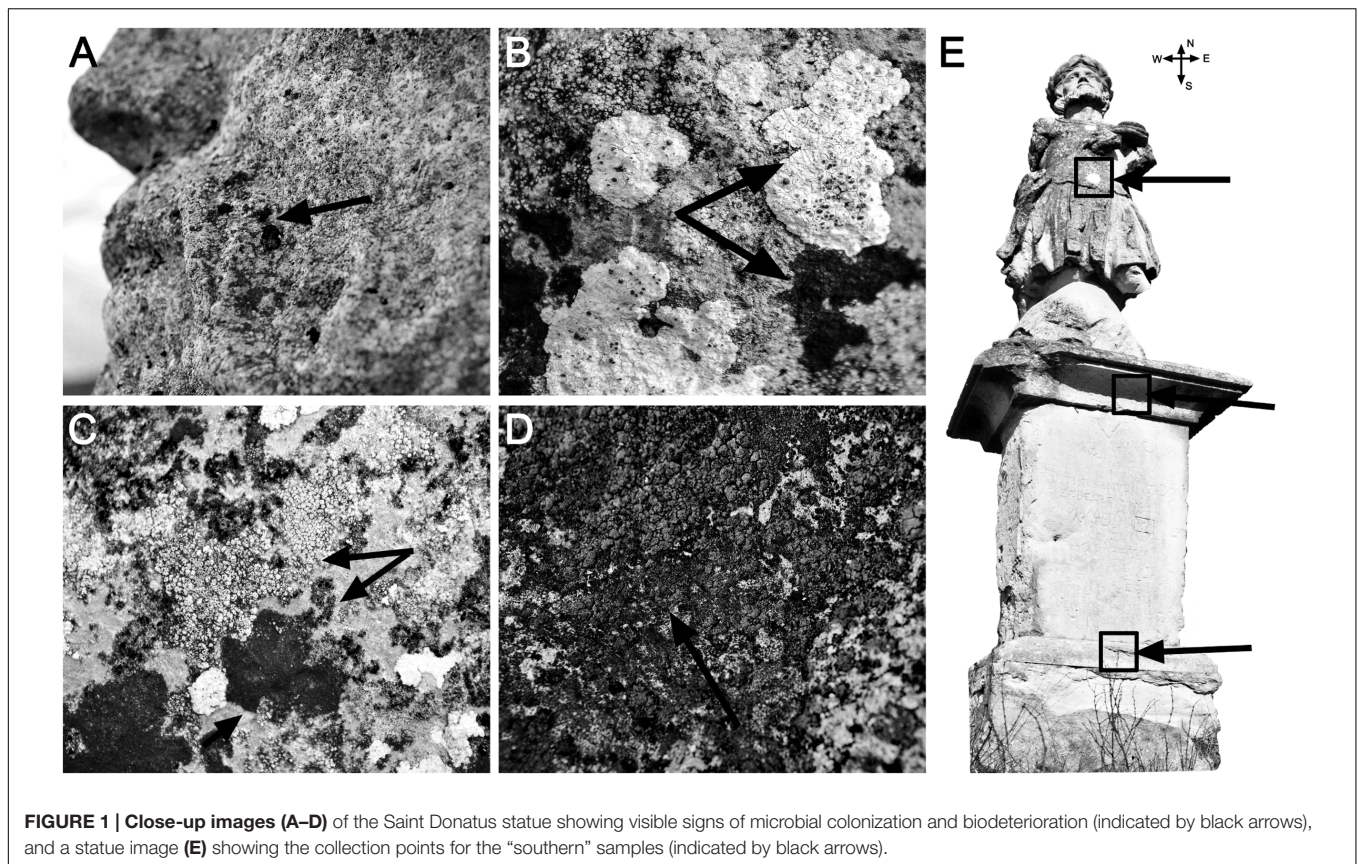 A
B
E
N
W E
S
C
D
FIGURE 1 | Close-up images (A–D) of the Saint Donatus statue showing visible signs of microbial colonization and biodeterioration (indicated by black arrows),
and a statue image (E) showing the collection points for the “southern” samples (indicated by black arrows).